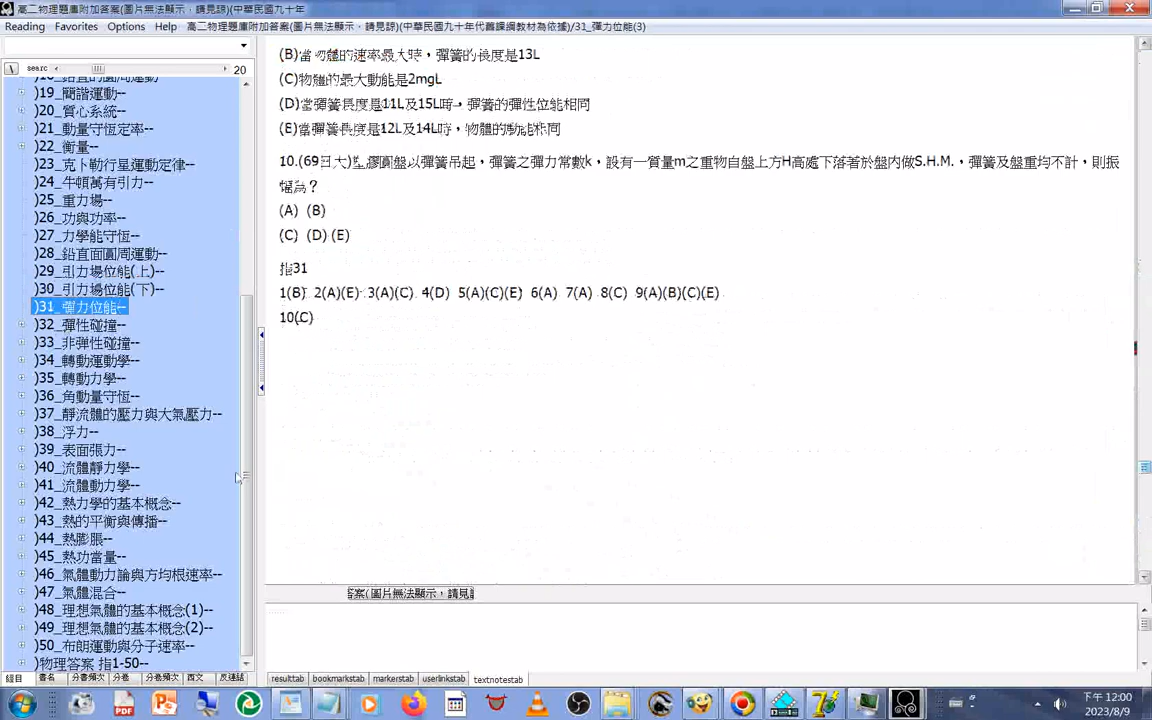 高二物理題庫附加答案(圖片無法顯示，請見諒)(中華民國九十年
Reading Favorites Options Help 高二物理題庫附加答案(圖片無法顯示，請見諒)(中華民國九十年代舊課綱教材為依據)/31_彈力位能(3)
searc 20
)19_簡諧運動--
)20_質心系統--
)21_動量守恆定率--
)22_衝量--
)23_克卜勒行星運動定律--
)24_牛頓萬有引力--
)25_重力場--
)26_功與功率--
)27_力學能守恆--
)28_鉛直面圓周運動--
)29_引力場位能(上)--
)30_引力場位能(下)--
)31_彈力位能--
)32_彈性碰撞--
)33_非彈性碰撞--
)34_轉動運動學--
)35_轉動力學--
)36_角動量守恆--
)37_靜流體的壓力與大氣壓力--
)38_浮力--
)39_表面張力--
)40_流體靜力學--
)41_流體動力學--
)42_熱力學的基本概念--
)43_熱的平衡與傳播--
)44_熱膨脹--
)45_熱功當量--
)46_氣體動力論與方均根速率--
)47_氣體混合--
)48_理想氣體的基本概念(1)--
)49_理想氣體的基本概念(2)--
)50_布朗運動與分子速率--
)物理答案 指1-50--
經目 書名 分書頻次 分卷 分卷頻次 西文 反連結
(B)當物體的速率最大時，彈簧的長度是13L
(C)物體的最大動能是2mgL
(D)當彈簧長度是11L及15L時，彈簧的彈性位能相同
(E)當彈簧長度是12L及14L時，物體的動能相同
10.(69日大)塑膠圓盤以彈簧吊起，彈簧之彈力常數k，設有一質量m之重物自盤上方H高處下落著於盤內做S.H.M.，彈簧及盤重均不計，則振
幅為？
(A) (B)
(C) (D) (E)
指31
1(B) 2(A)(E) 3(A)(C) 4(D) 5(A)(C)(E) 6(A) 7(A) 8(C) 9(A)(B)(C)(E)
10(C)
答案(圖片無法顯示，請見諒
resulttab bookmarkstab markerstab userlinkstab textnotestab
下午 12:00
2023/8/9